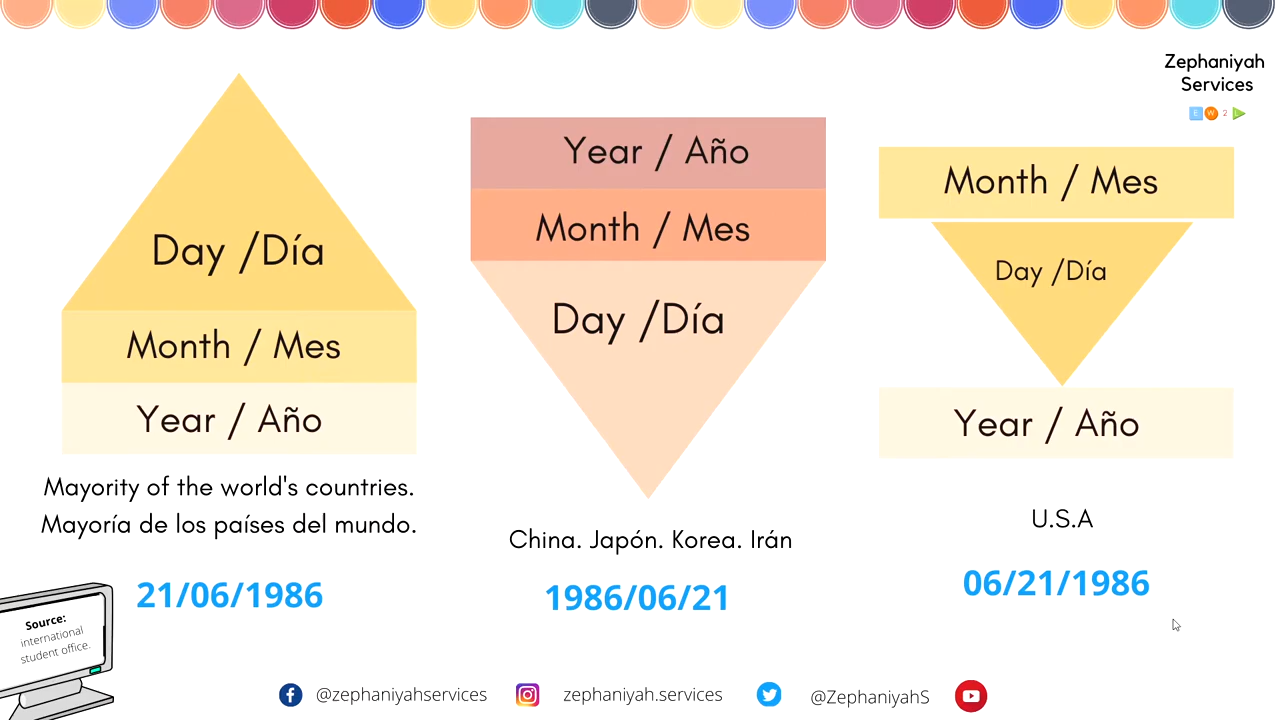 Zephaniyah
Services
E W 2
Day /Día
Month / Mes
Year / Año
Mayority of the world's countries.
Mayoría de los países del mundo.
21/06/1986
Year / Año
Month / Mes
Day /Día
China. Japón. Korea. Irán
1986/06/21
Month / Mes
Day /Día
Year / Año
U.S.A
06/21/1986
Source:
international
student office.
@zephaniyahservices
zephaniyah.services
@ZephaniyahS